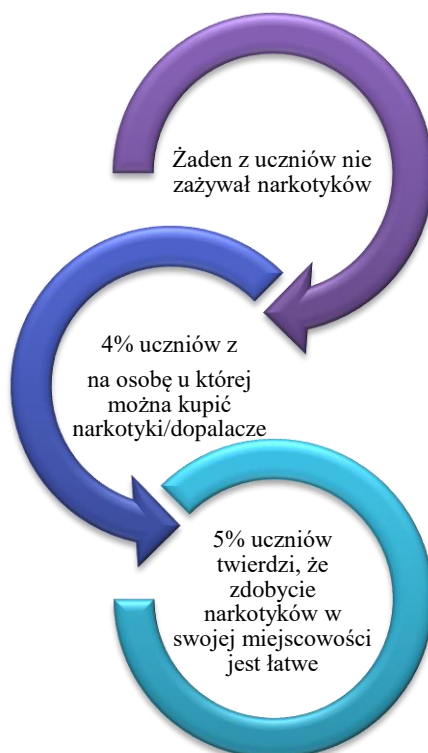 Żaden z uczniów nie
zażywał narkotyków
4% uczniów z
na osobę u której
można kupić
narkotyki/dopalacze
5% uczniów
twierdzi, że
zdobycie
narkotyków w
swojej miejscowości
jest łatwe